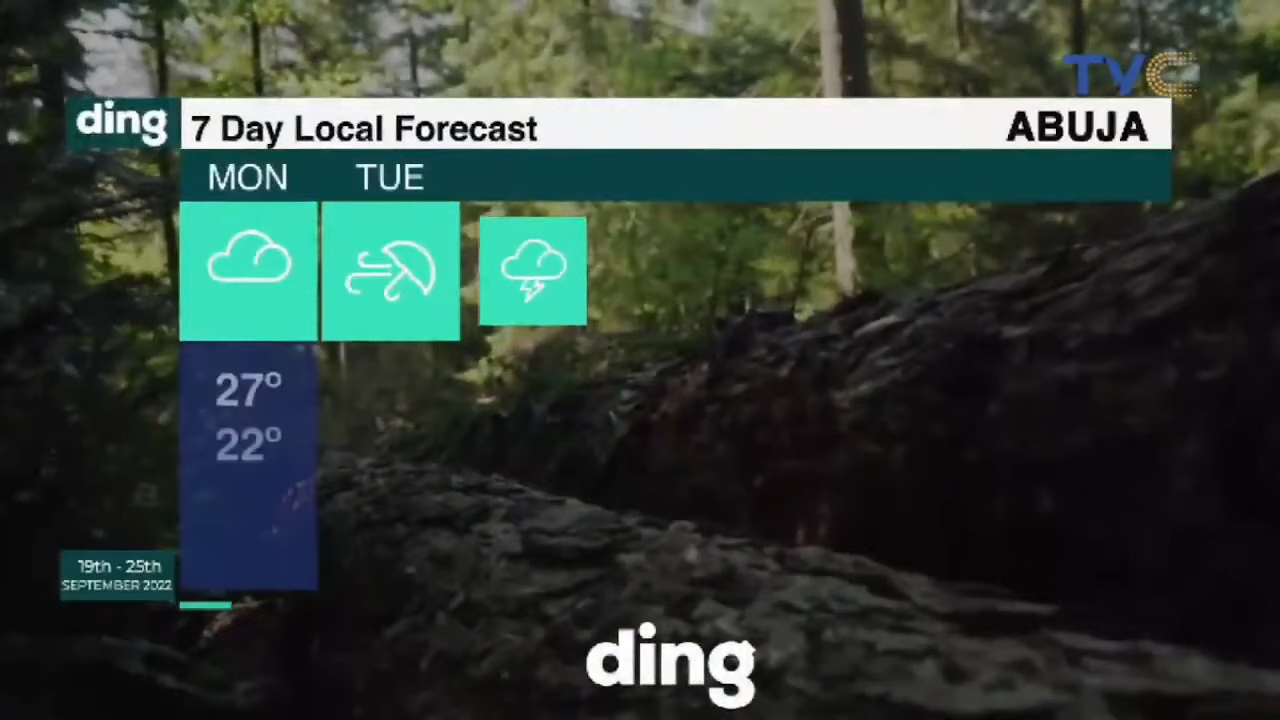 TVC
ding
7 Day Local Forecast
ABUJA
MON
TUE
27°
22°
19th - 25th
SEPTEMBER 2022
ding